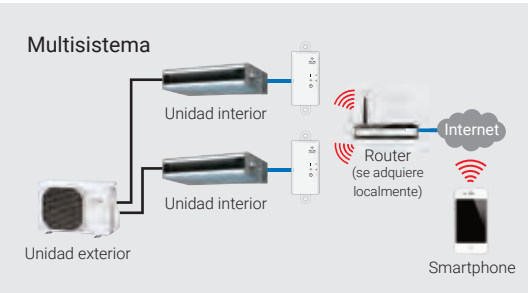 Multisistema
Unidad interior
Internet
Router
(se adquiere
localmente)
Unidad interior
Unidad exterior
Smartphone